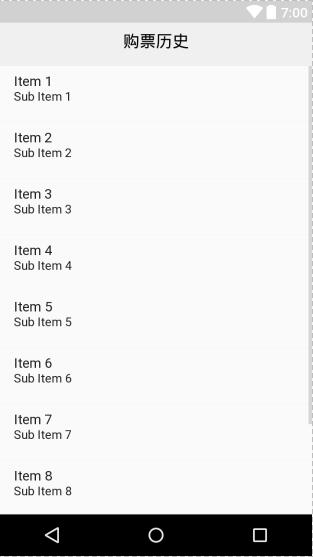 7:00
购票历史
Item 1
Sub Item 1
Item 2
Sub Item 2
Item 3
Sub Item 3
Item 4
Sub Item 4
Item 5
Sub Item 5
Item 6
Sub Item 6
Item 7
Sub Item 7
Item 8
Sub Item 8